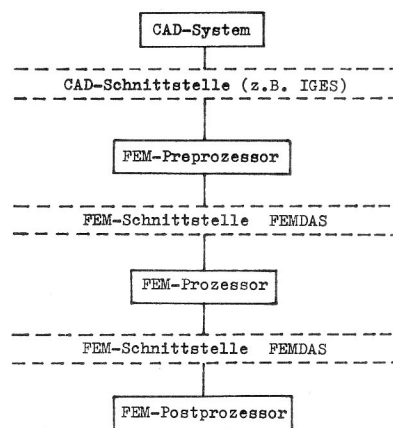 CAD-System
CAD-Schnittstelle (z.B. IGES)
FEM-Preprozessor
FEM-Schnittstelle FEMDAS
FEM-Prozessor
FEM-Schnittstelle FEMDAS
FEM-Postprozessor